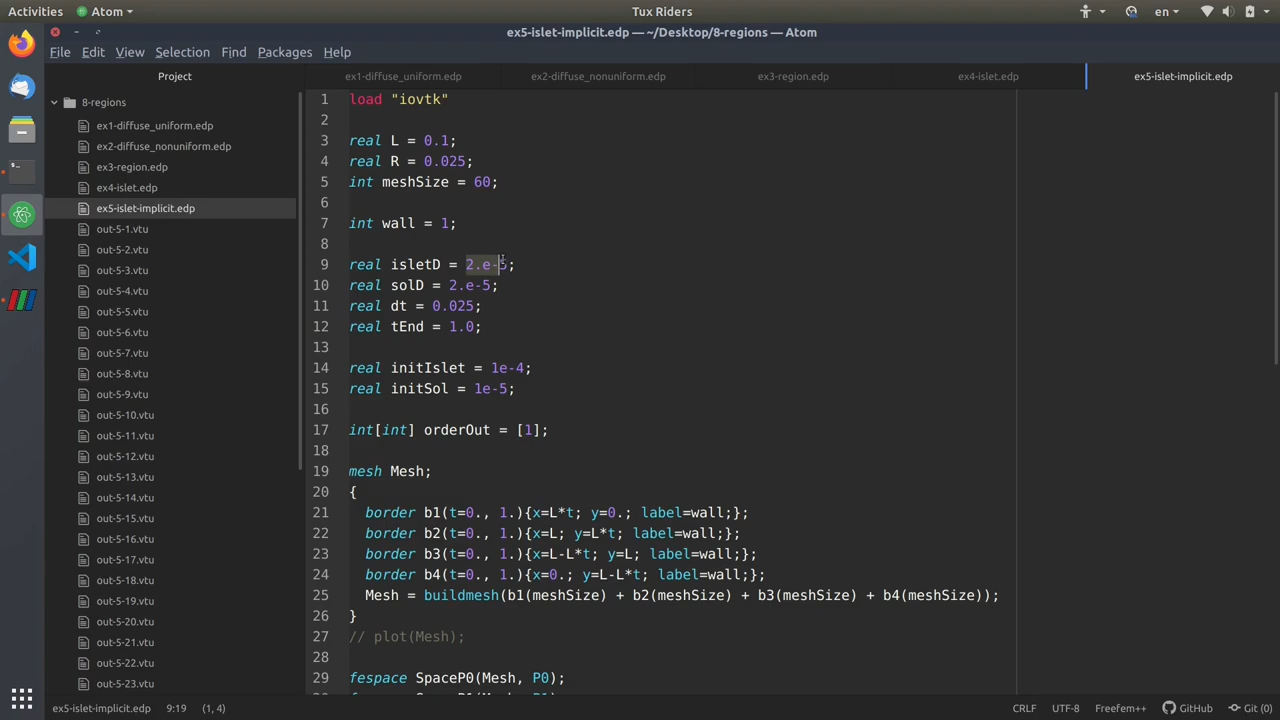 Activities Atom Tux Riders en
ex5-islet-implicit.edp — ~/Desktop/8-regions — Atom
File Edit View Selection Find Packages Help
Project
ex1-diffuse_uniform.edp ex2-diffuse_nonuniform.edp ex3-region.edp ex4-islet.edp ex5-islet-implicit.edp
8-regions
ex1-diffuse_uniform.edp
ex2-diffuse_nonuniform.edp
ex3-region.edp
ex4-islet.edp
ex5-islet-implicit.edp
out-5-1.vtu
out-5-2.vtu
out-5-3.vtu
out-5-4.vtu
out-5-5.vtu
out-5-6.vtu
out-5-7.vtu
out-5-8.vtu
out-5-9.vtu
out-5-10.vtu
out-5-11.vtu
out-5-12.vtu
out-5-13.vtu
out-5-14.vtu
out-5-15.vtu
out-5-16.vtu
out-5-17.vtu
out-5-18.vtu
out-5-19.vtu
out-5-20.vtu
out-5-21.vtu
out-5-22.vtu
out-5-23.vtu
1 load "iovtk"
2
3 real L = 0.1;
4 real R = 0.025;
5 int meshSize = 60;
6
7 int wall = 1;
8
9 real isletD = 2.e-5;
10 real solD = 2.e-5;
11 real dt = 0.025;
12 real tEnd = 1.0;
13
14 real initIslet = 1e-4;
15 real initSol = 1e-5;
16
17 int[int] orderOut = [1];
18
19 mesh Mesh;
20 {
21 border b1(t=0., 1.){x=L*t; y=0.; label=wall;};
22 border b2(t=0., 1.){x=L; y=L*t; label=wall;};
23 border b3(t=0., 1.){x=L-L*t; y=L; label=wall;};
24 border b4(t=0., 1.){x=0.; y=L-L*t; label=wall;};
25 Mesh = buildmesh(b1(meshSize) + b2(meshSize) + b3(meshSize) + b4(meshSize));
26 }
27 // plot(Mesh);
28
29 fespace SpaceP0(Mesh, P0);
ex5-islet-implicit.edp 9:19 (1, 4) CRLF UTF-8 Freefem++ GitHub Git (0)